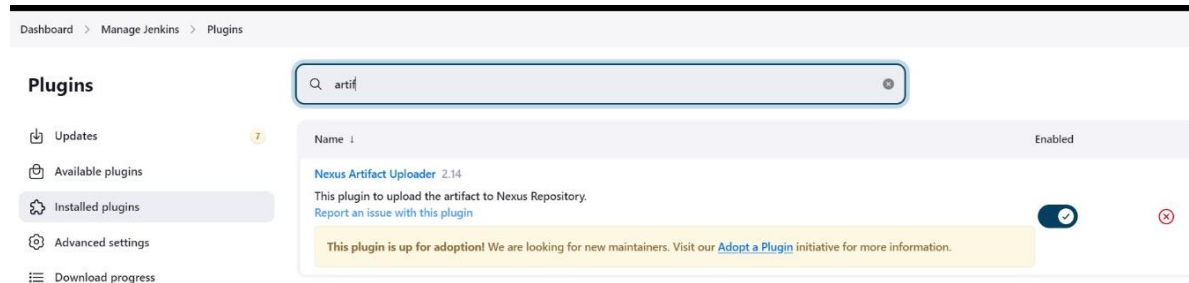 Dashboard > Manage Jenkins > Plugins
Plugins
artif
Updates 7
Available plugins
Installed plugins
Advanced settings
Download progress
Name ↓ Enabled
Nexus Artifact Uploader 2.14
This plugin to upload the artifact to Nexus Repository.
Report an issue with this plugin
This plugin is up for adoption! We are looking for new maintainers. Visit our Adopt a Plugin initiative for more information.